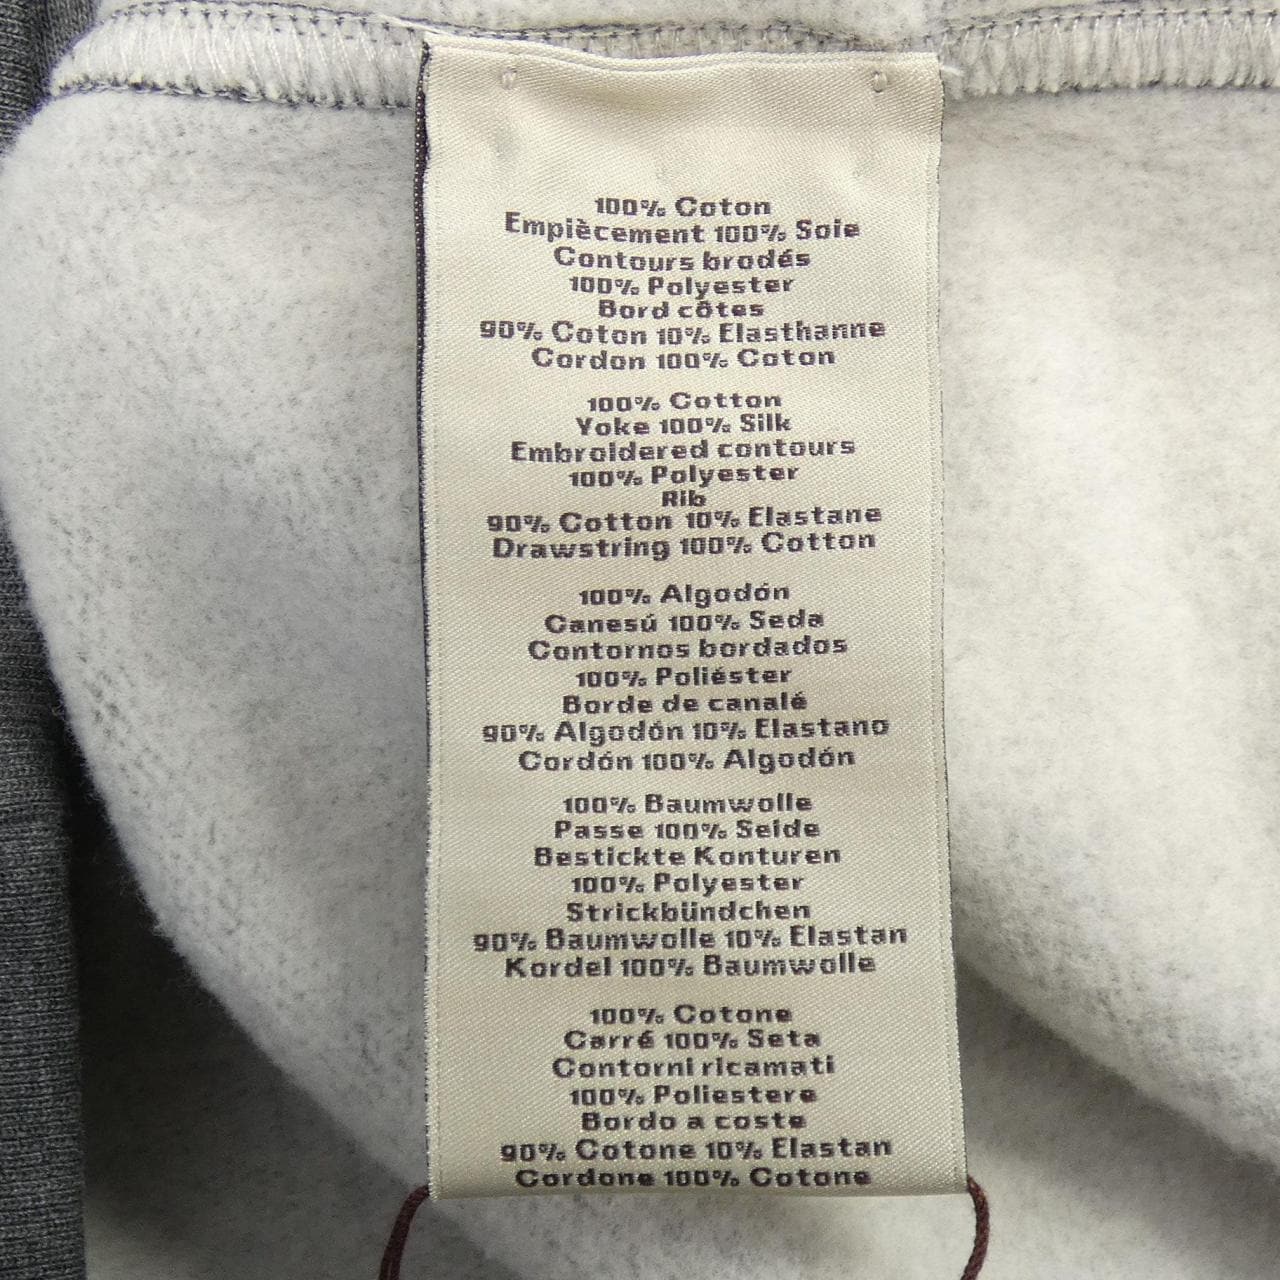 100% Coton
Empiècement 100% Soie
Contours brodés
100% Polyester
Bord côtes
90% Coton 10% Elasthanne
Cordon 100% Coton
100% Cotton
Yoke 100% Silk
Embroidered contours
100% Polyester
Rib
90% Cotton 10% Elastane
Drawstring 100% Cotton
100% Algodón
Canesú 100% Seda
Contornos bordados
100% Poliéster
Borde de canalé
90% Algodón 10% Elastano
Cordón 100% Algodón
100% Baumwolle
Passe 100% Seide
Bestickte Konturen
100% Polyester
Strickbündchen
90% Baumwolle 10% Elastan
Kordel 100% Baumwolle
100% Cotone
Carré 100% Seta
Contorni ricamati
100% Poliestere
Bordo a coste
90% Cotone 10% Elastan
Cordone 100% Cotone